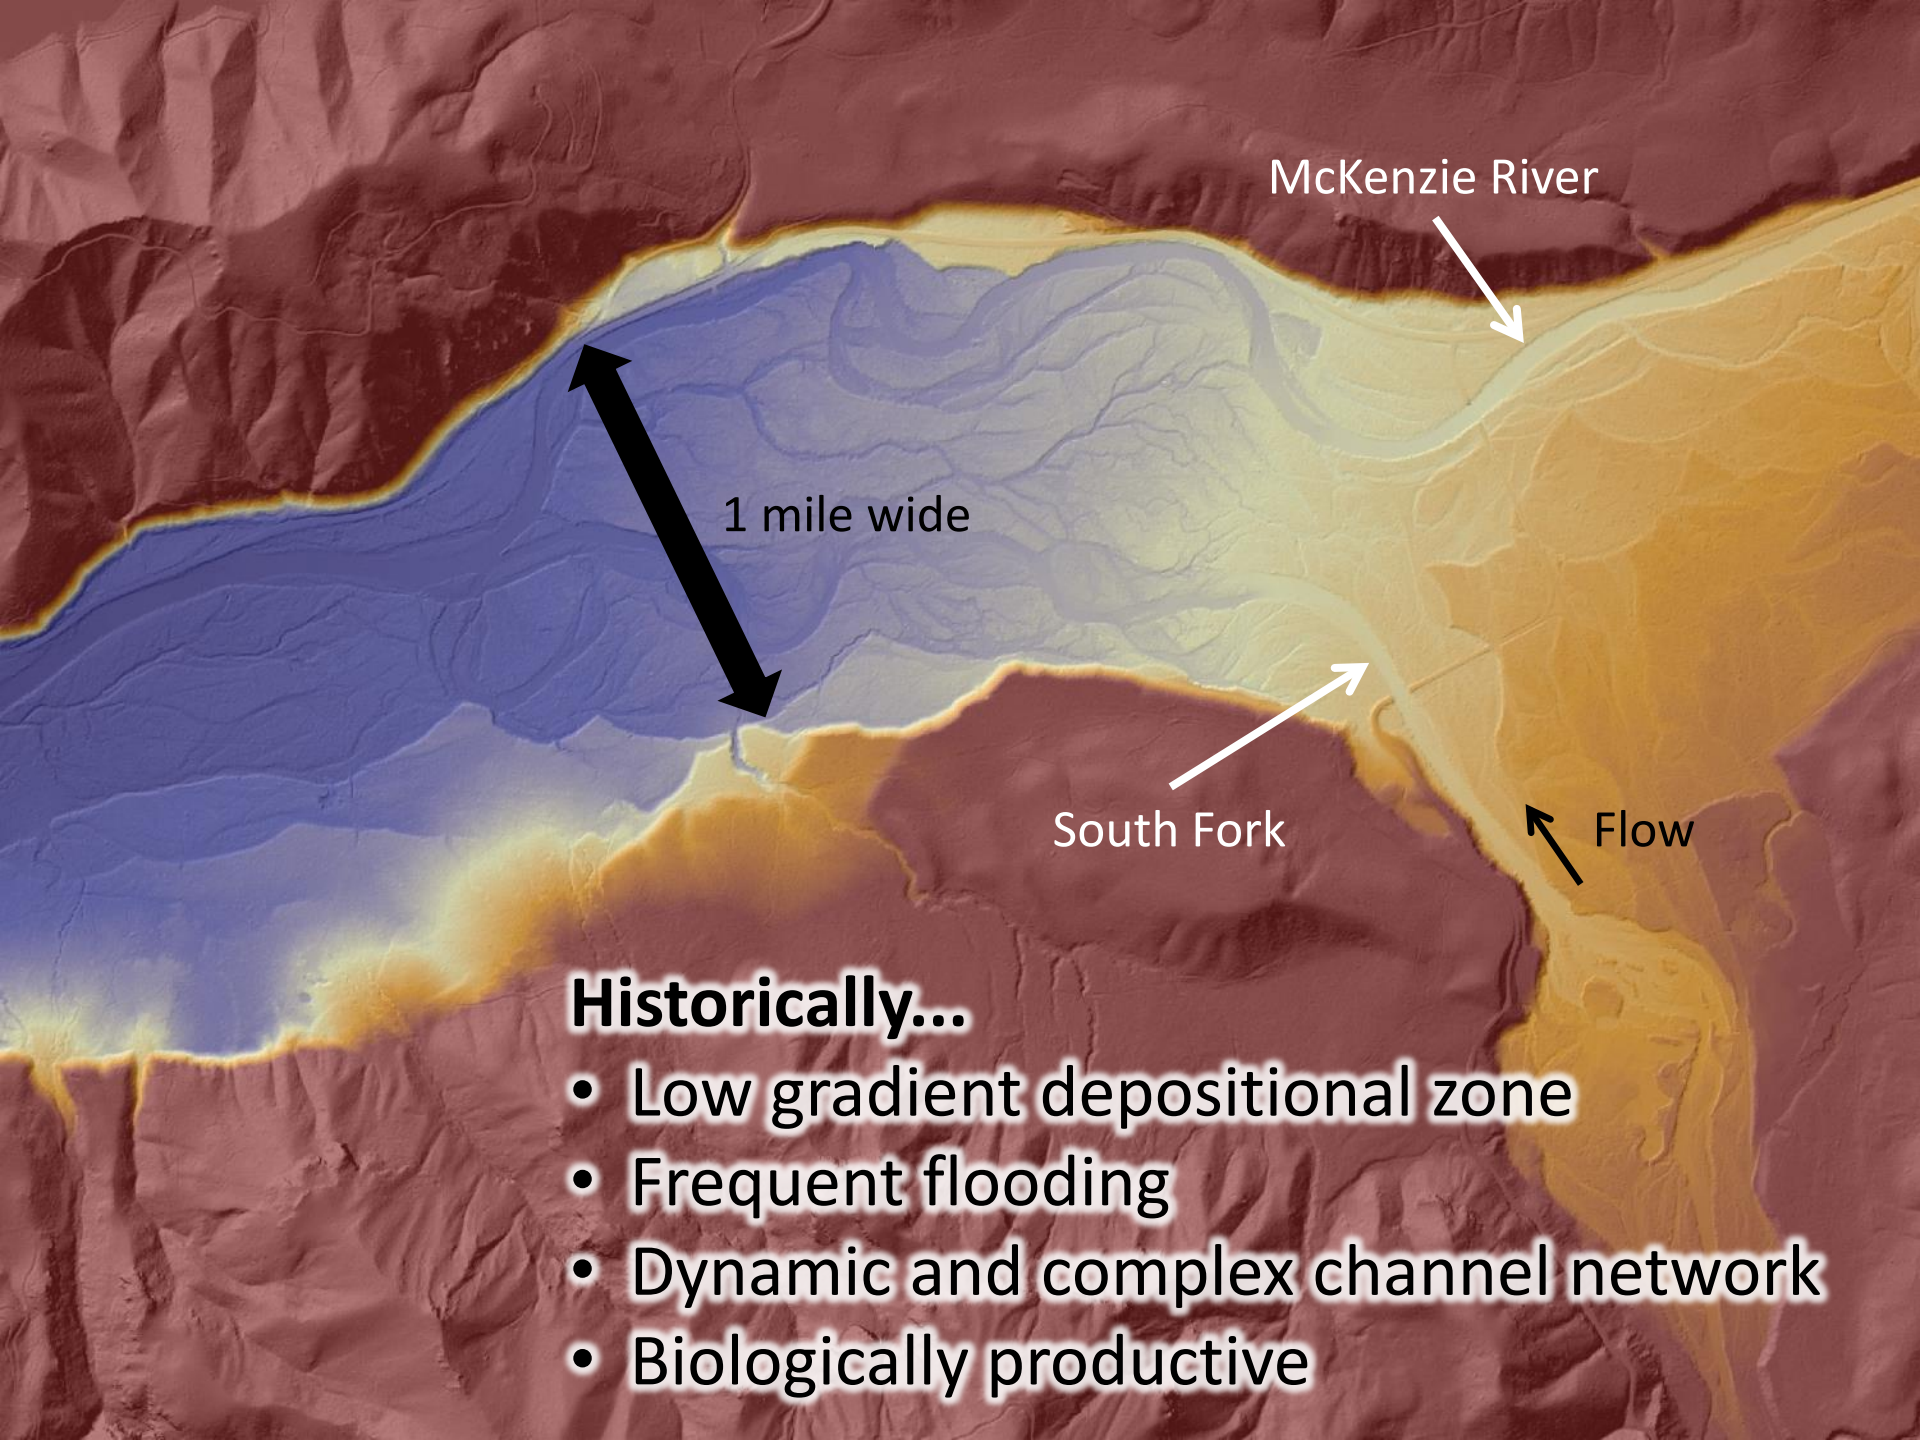 McKenzie River
1 mile wide
South Fork
Flow
Historically...
• Low gradient depositional zone
• Frequent flooding
• Dynamic and complex channel network
• Biologically productive